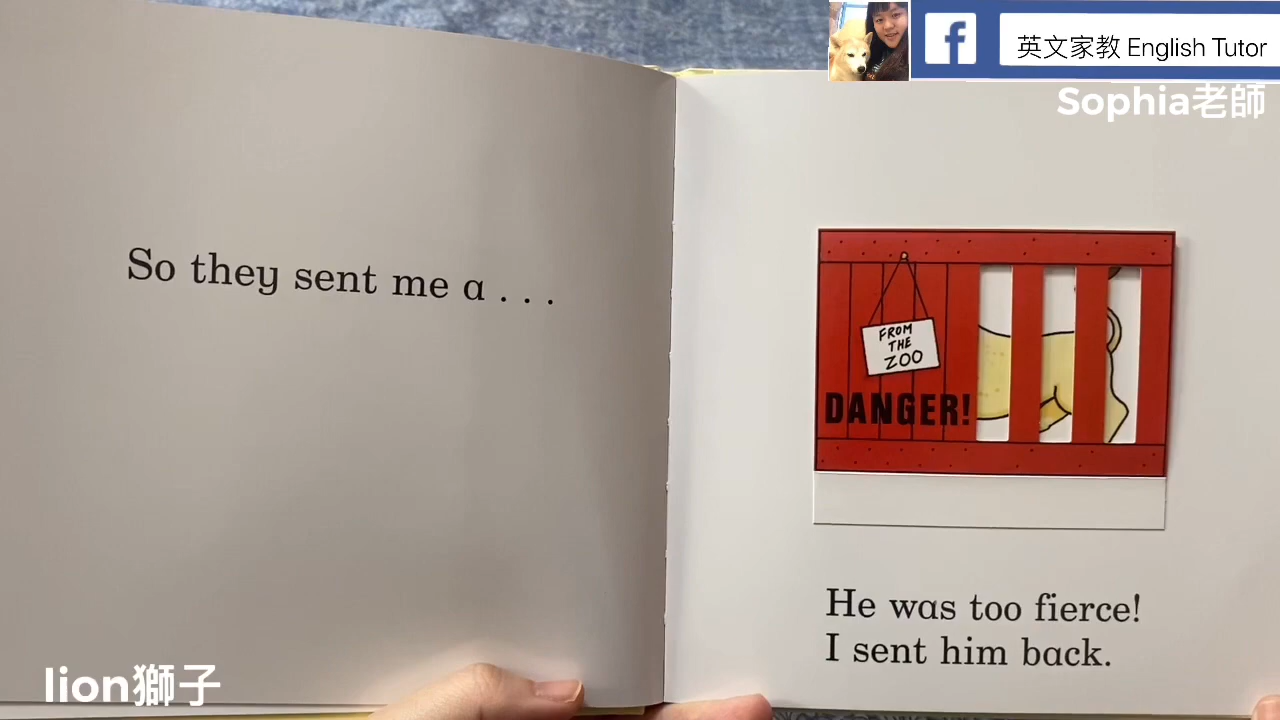 英文家教 English Tutor
Sophia老師
So they sent me a . . .
FROM
THE
ZOO
DANGER!
He was too fierce!
I sent him back.
lion獅子